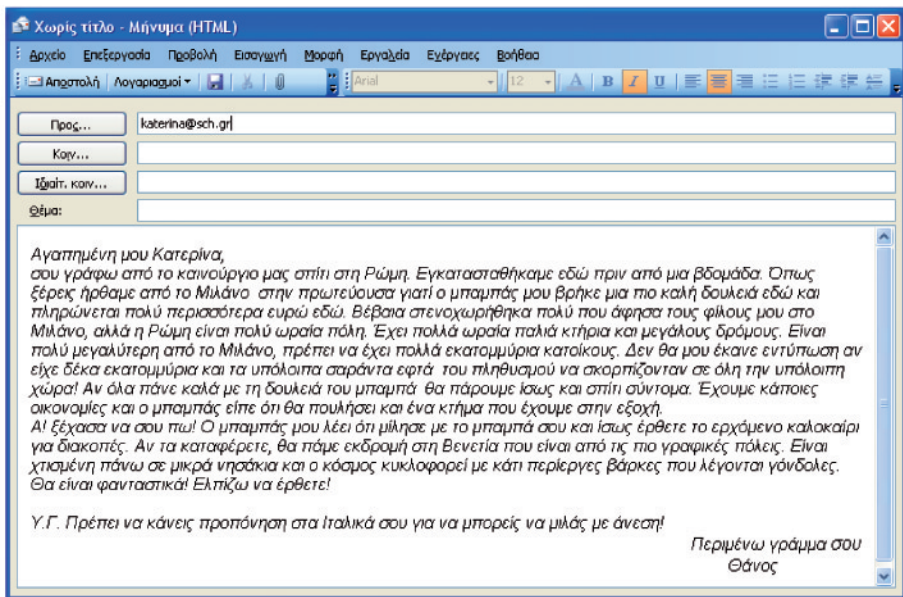 Χωρίς τίτλο - Μήνυμα (HTML)
Αρχείο Επεξεργασία Προβολή Εισαγωγή Μορφή Εργαλεία Ενέργειες Βοήθεια
Αποστολή Λογαριασμοί Arial 12 A B I U
Προς... katerina@sch.gr
Κοιν...
Ιδιαίτ. κοιν...
Θέμα:
Αγαπημένη μου Κατερίνα,
σου γράφω από το καινούργιο μας σπίτι στη Ρώμη. Εγκατασταθήκαμε εδώ πριν από μια βδομάδα. Όπως
ξέρεις ήρθαμε από το Μιλάνο στην πρωτεύουσα γιατί ο μπαμπάς μου βρήκε μια πιο καλή δουλειά εδώ και
πληρώνεται πολύ περισσότερα ευρώ εδώ. Βέβαια στενοχωρήθηκα πολύ που άφησα τους φίλους μου στο
Μιλάνο, αλλά η Ρώμη είναι πολύ ωραία πόλη. Έχει πολλά ωραία παλιά κτήρια και μεγάλους δρόμους. Είναι
πολύ μεγαλύτερη από το Μιλάνο, πρέπει να έχει πολλά εκατομμύρια κατοίκους. Δεν θα μου έκανε εντύπωση αν
είχε δέκα εκατομμύρια και τα υπόλοιπα σαράντα εφτά του πληθυσμού να σκορπίζονταν σε όλη την υπόλοιπη
χώρα! Αν όλα πάνε καλά με τη δουλειά του μπαμπά θα πάρουμε ίσως και σπίτι σύντομα. Έχουμε κάποιες
οικονομίες και ο μπαμπάς είπε ότι θα πουλήσει και ένα κτήμα που έχουμε στην εξοχή.
Α! ξέχασα να σου πω! Ο μπαμπάς μου λέει ότι μίλησε με το μπαμπά σου και ίσως έρθετε το ερχόμενο καλοκαίρι
για διακοπές. Αν τα καταφέρετε, θα πάμε εκδρομή στη Βενετία που είναι από τις πιο γραφικές πόλεις. Είναι
χτισμένη πάνω σε μικρά νησάκια και ο κόσμος κυκλοφορεί με κάτι περίεργες βάρκες που λέγονται γόνδολες.
Θα είναι φανταστικά! Ελπίζω να έρθετε!
Υ.Γ. Πρέπει να κάνεις προπόνηση στα Ιταλικά σου για να μπορείς να μιλάς με άνεση!
Περιμένω γράμμα σου
Θάνος